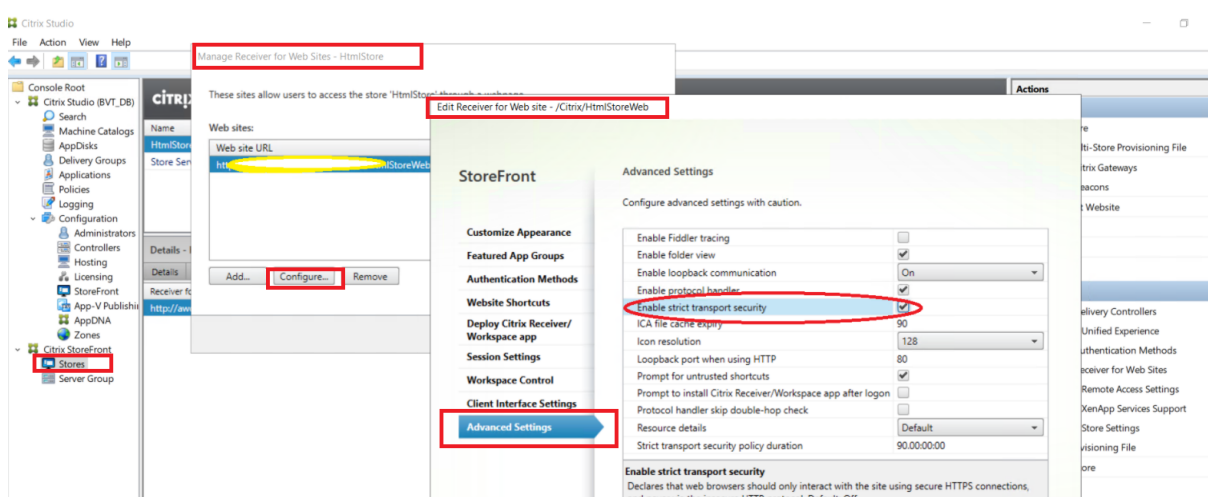 Citrix Studio
File Action View Help
Console Root
Citrix Studio (BVT_DB)
Search
Machine Catalogs
AppDisks
Delivery Groups
Applications
Policies
Logging
Configuration
Administrators
Controllers
Hosting
Licensing
StoreFront
App-V Publishi
AppDNA
Zones
Citrix StoreFront
Stores
Server Group
CITRI
Name
HtmlStore
Store Ser
Details -
Details
Receiver fo
http://aw
Manage Receiver for Web Sites - HtmlStore
These sites allow users to access the store 'HtmlStore' through a webpage.
Web sites:
Web site URL
htt
mlStoreWeb
Add... Configure... Remove
Edit Receiver for Web site - /Citrix/HtmlStoreWeb
StoreFront
Customize Appearance
Featured App Groups
Authentication Methods
Website Shortcuts
Deploy Citrix Receiver/
Workspace app
Session Settings
Workspace Control
Client Interface Settings
Advanced Settings
Advanced Settings
Configure advanced settings with caution.
Enable Fiddler tracing
Enable folder view
Enable loopback communication On
Enable protocol handler
Enable strict transport security
ICA file cache expiry 90
Icon resolution 128
Loopback port when using HTTP 80
Prompt for untrusted shortcuts
Prompt to install Citrix Receiver/Workspace app after logon
Protocol handler skip double-hop check
Resource details Default
Strict transport security policy duration 90.00:00:00
Enable strict transport security
Declares that web browsers should only interact with the site using secure HTTPS connections,
Actions
re
lti-Store Provisioning File
itrix Gateways
eacons
t Website
elivery Controllers
Unified Experience
uthentication Methods
eceiver for Web Sites
Remote Access Settings
XenApp Services Support
Store Settings
visioning File
ore